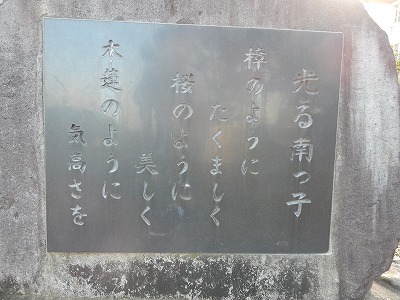 光る南っ子
樟のように
たくましく
桜のように
美しく
木蓮のように
気高さを